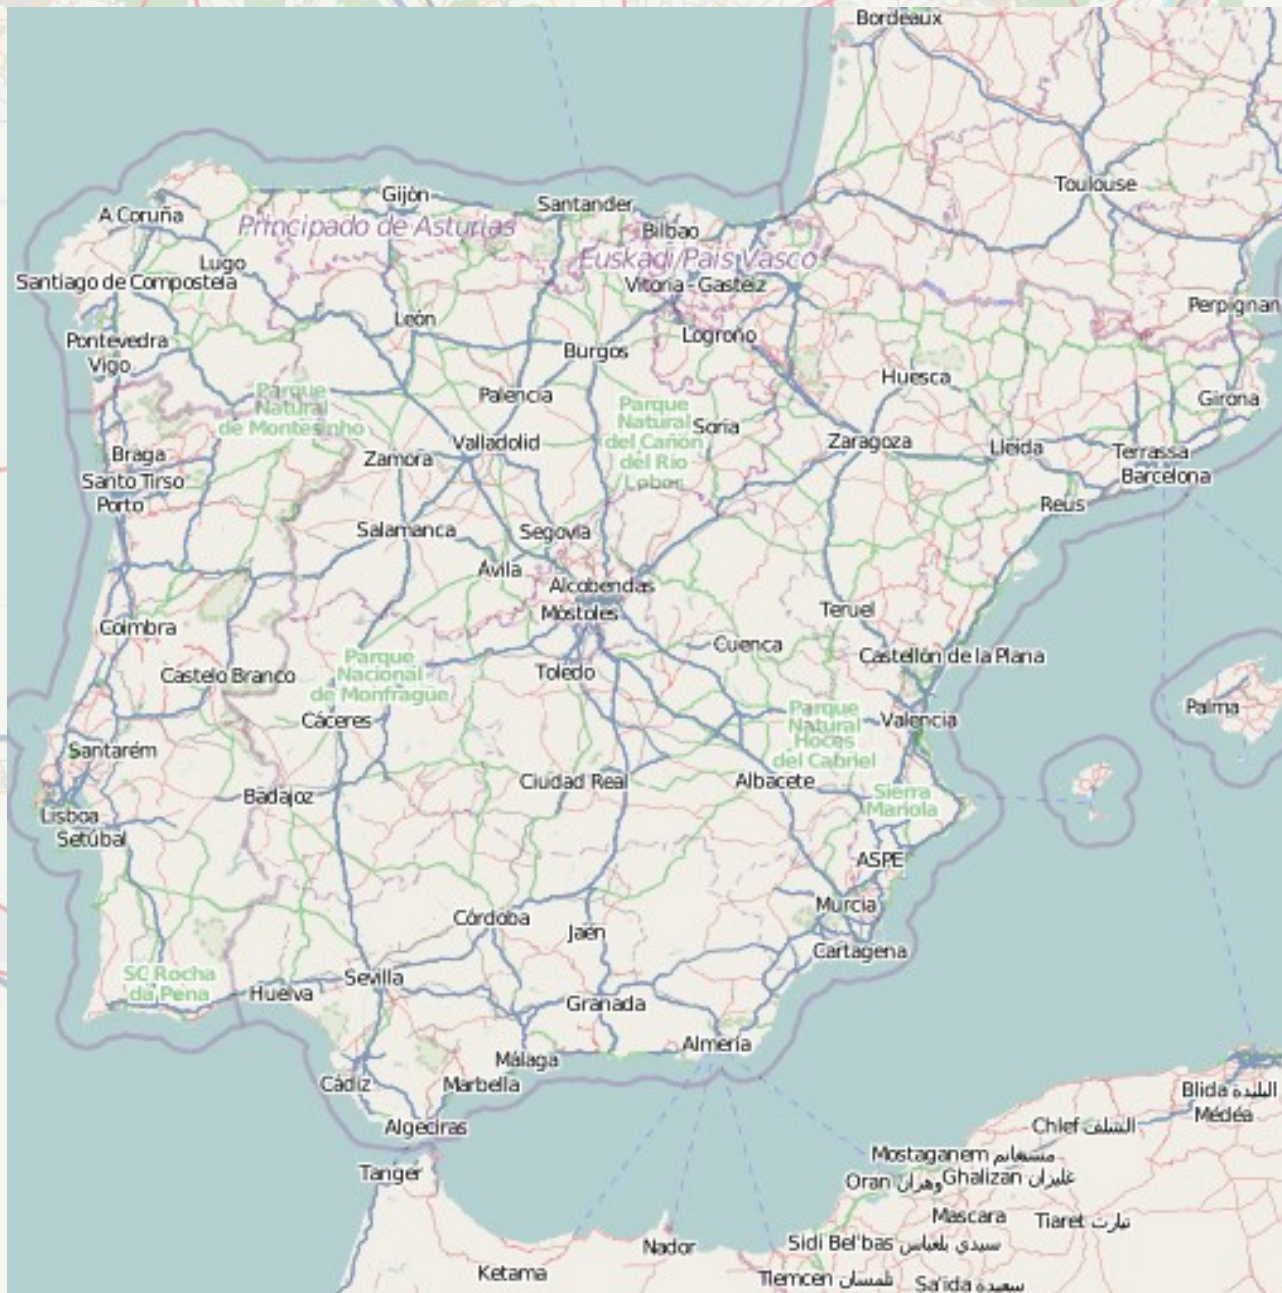 Bordeaux
Toulouse
Gijón
Santander
A Coruña
Principado de Asturias
Bilbao
Euskadi/País Vasco
Lugo
Santiago de Compostela
Vitoria - Gasteiz
Perpignan
León
Logroño
Pontevedra
Burgos
Vigo
Huesca
Palencia
Parque
Natural
de Montesinho
Girona
Parque
Natural
del Cañón
del Río
Lobos
Soria
Valladolid
Zaragoza
Lleida
Terrassa
Braga
Zamora
Barcelona
Santo Tirso
Porto
Reus
Salamanca
Segovia
Ávila
Alcobendas
Móstoles
Teruel
Coimbra
Cuenca
Castellón de la Plana
Parque
Nacional
de Monfragüe
Castelo Branco
Toledo
Palma
Cáceres
Parque
Natural
Hoces
del Cabriel
Valencia
Santarém
Ciudad Real
Albacete
Badajoz
Sierra
Mariola
Lisboa
Setúbal
ASPE
Murcia
Córdoba
Jaén
Cartagena
SC Rocha
da Pena
Sevilla
Huelva
Granada
Almería
Málaga
Cádiz
Marbella
Blida البليدة
Médéa
Algeciras
Chlef الشلف
Mostaganem مستغانم
Tanger
Oran وهران
Ghalizan غليزان
Mascara
Tiaret تيارت
Nador
Sidi Bel'bas سيدي بلعباس
Ketama
Tlemcen تلمسان
Sa'ida سعيدة